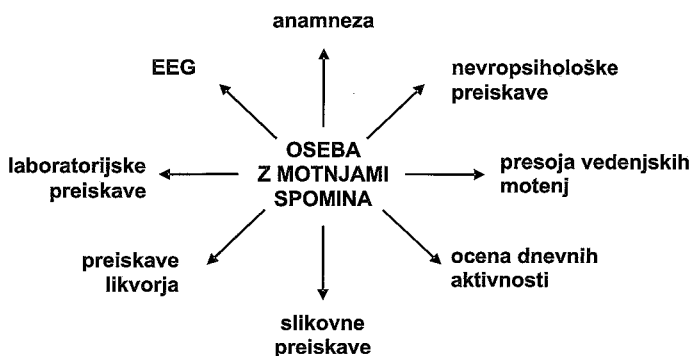 anamneza
EEG
nevropsihološke
preiskave
laboratorijske
preiskave
OSEBA
Z MOTNJAMI
SPOMINA
presoja vedenjskih
motenj
preiskave
likvorja
ocena dnevnih
aktivnosti
slikovne
preiskave